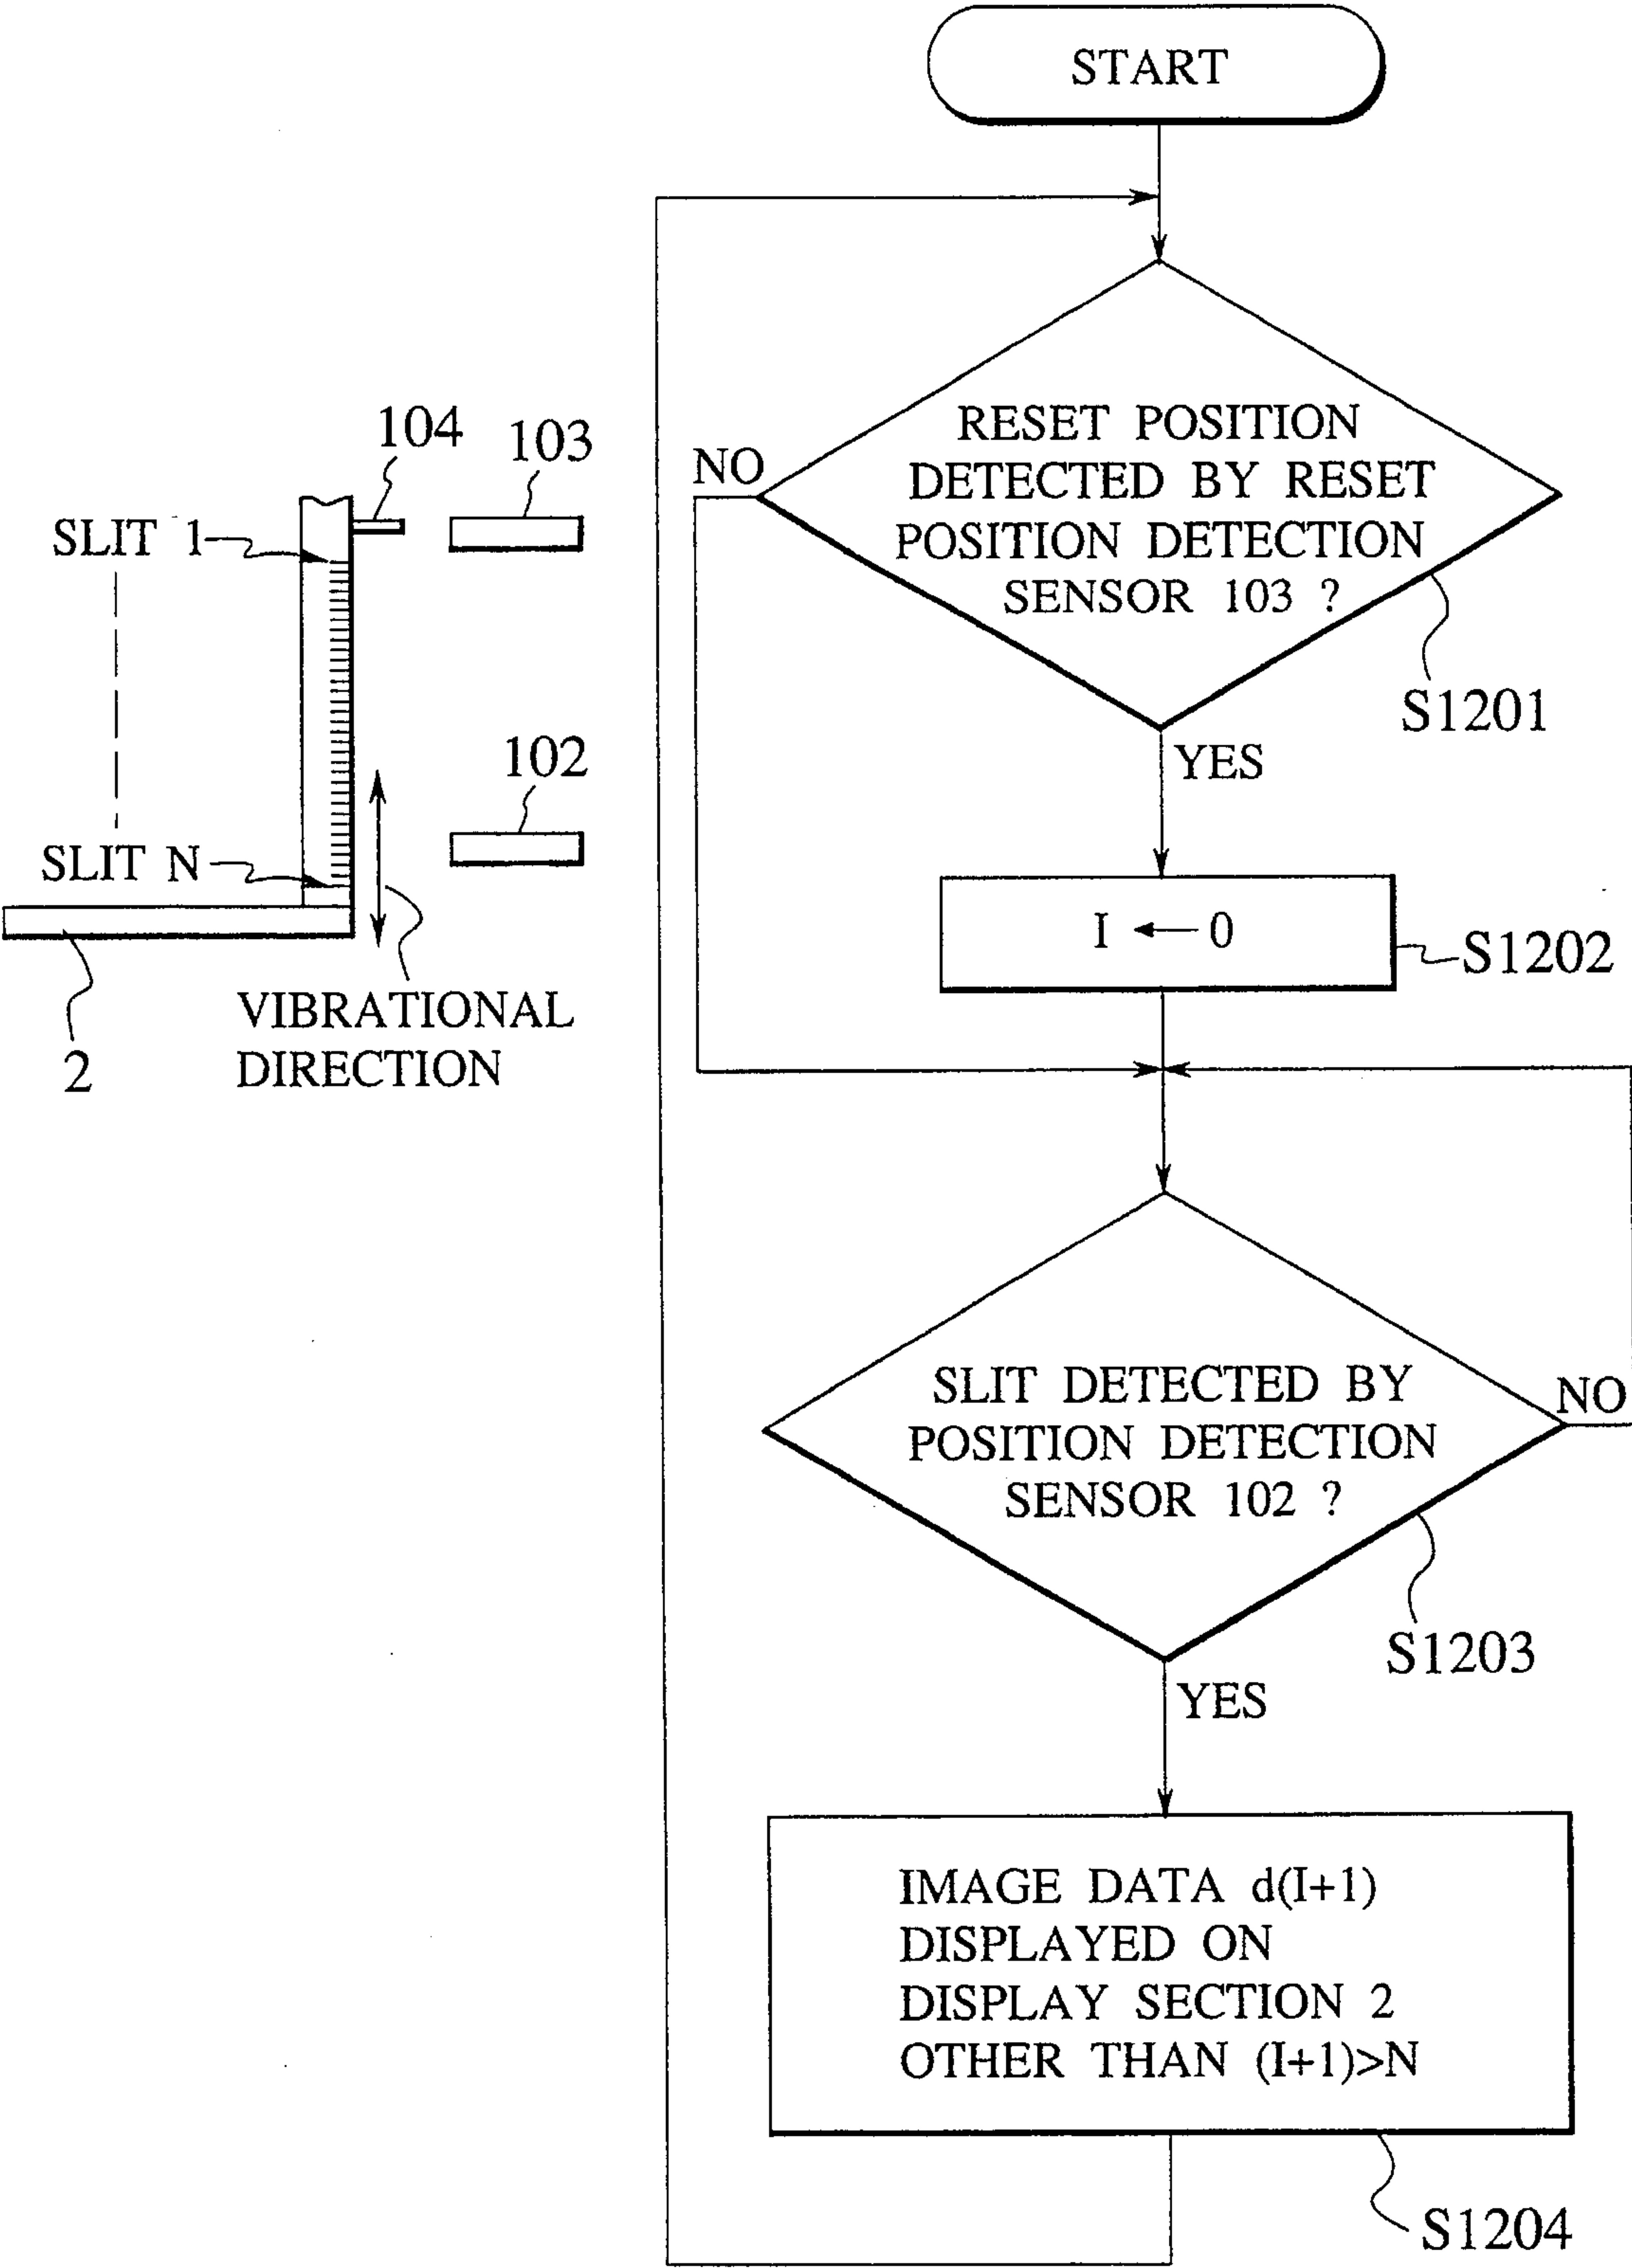 START
RESET POSITION
DETECTED BY RESET
POSITION DETECTION
SENSOR 103 ?
NO
S1201
YES
I ← 0
S1202
SLIT DETECTED BY
POSITION DETECTION
SENSOR 102 ?
NO
S1203
YES
IMAGE DATA d(I+1)
DISPLAYED ON
DISPLAY SECTION 2
OTHER THAN (I+1)>N
S1204
104
103
SLIT 1
102
SLIT N
2
VIBRATIONAL
DIRECTION